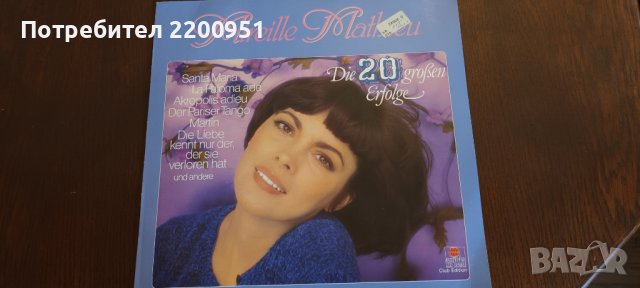 Потребител 2200951
Mireille Mathieu
Die 20 großen
Erfolge
Santa Maria
La Paloma ade
Akropolis adieu
Der Pariser Tango
Martin
Die Liebe
kennt nur der,
der sie
verloren hat
und andere
Club Edition
BAZAR